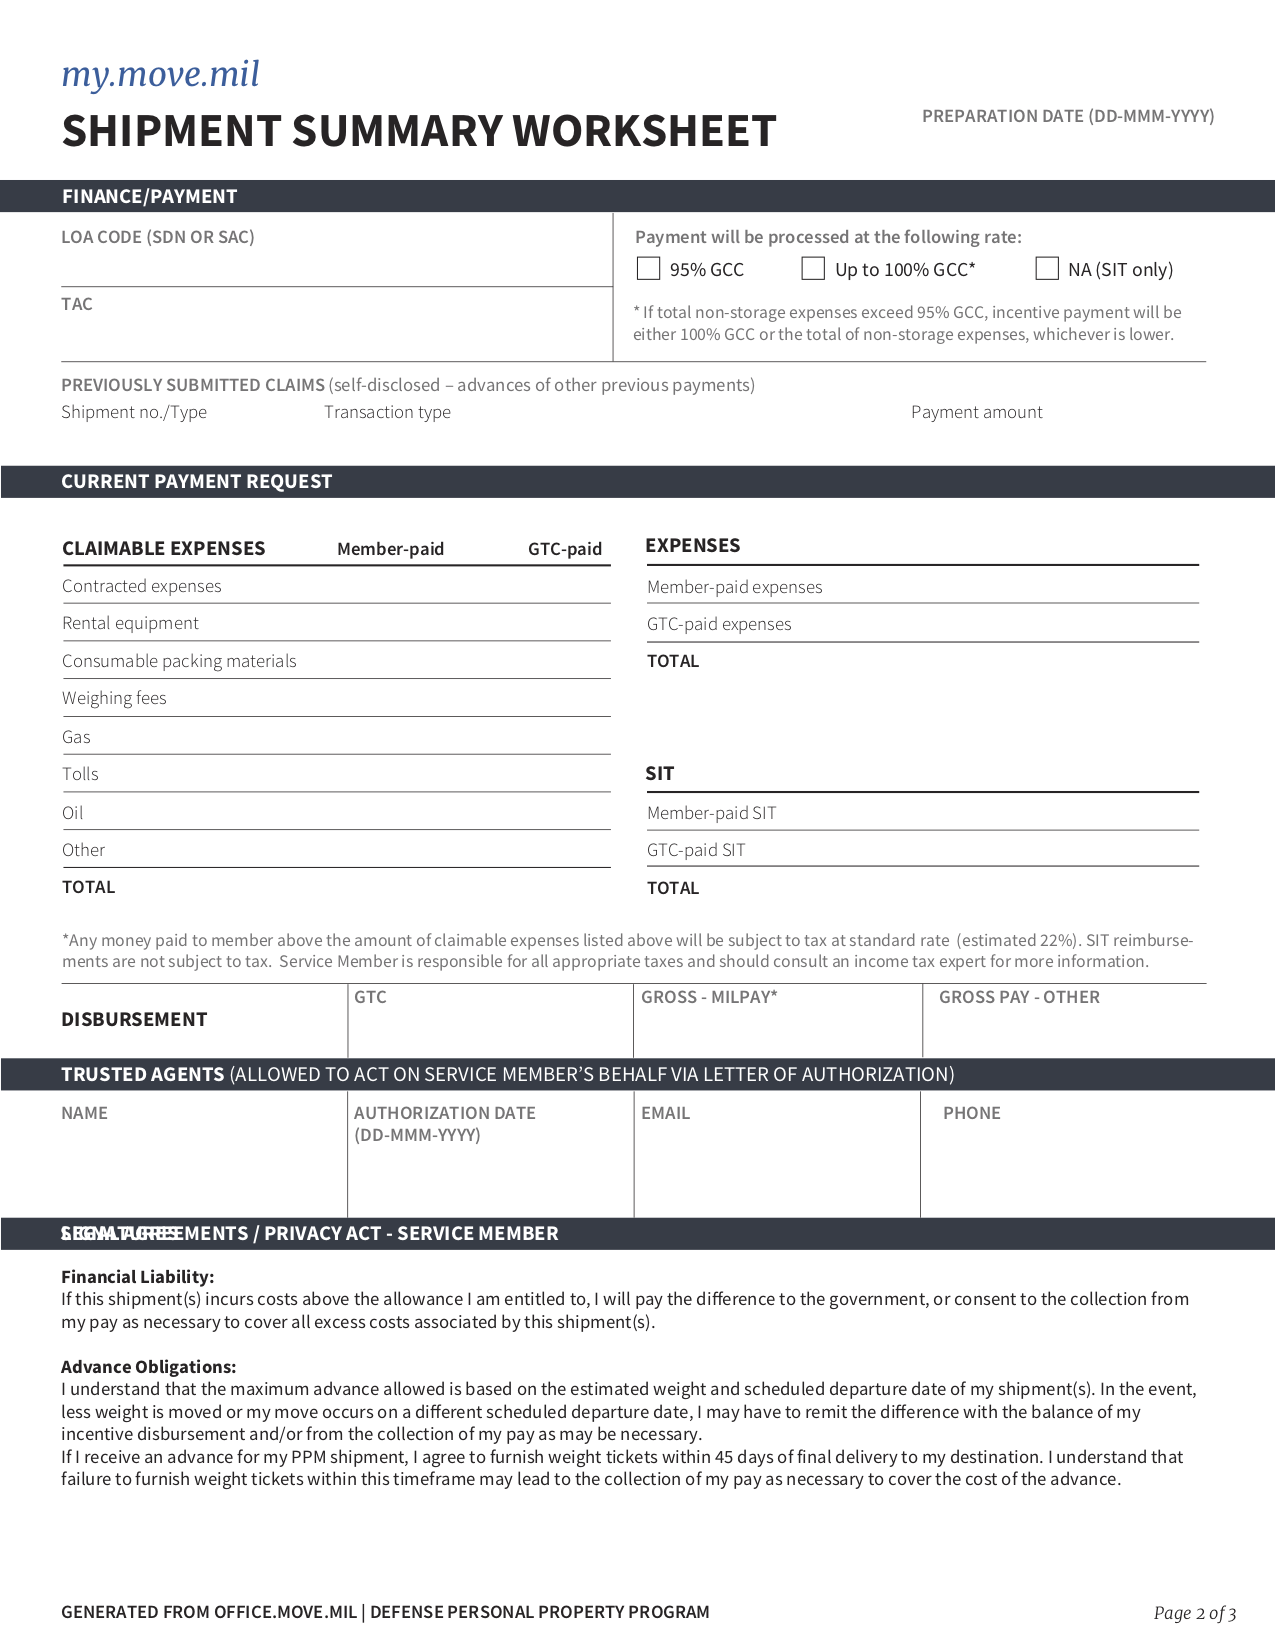 my.move.mil
SHIPMENT SUMMARY WORKSHEET
PREPARATION DATE (DD-MMM-YYYY)
FINANCE/PAYMENT
LOA CODE (SDN OR SAC)
TAC
Payment will be processed at the following rate:
95% GCC Up to 100% GCC* NA (SIT only)
* If total non-storage expenses exceed 95% GCC, incentive payment will be
either 100% GCC or the total of non-storage expenses, whichever is lower.
PREVIOUSLY SUBMITTED CLAIMS (self-disclosed – advances of other previous payments)
Shipment no./Type Transaction type Payment amount
CURRENT PAYMENT REQUEST
CLAIMABLE EXPENSES Member-paid GTC-paid
Contracted expenses
Rental equipment
Consumable packing materials
Weighing fees
Gas
Tolls
Oil
Other
TOTAL
EXPENSES
Member-paid expenses
GTC-paid expenses
TOTAL
SIT
Member-paid SIT
GTC-paid SIT
TOTAL
*Any money paid to member above the amount of claimable expenses listed above will be subject to tax at standard rate (estimated 22%). SIT reimburse-
ments are not subject to tax. Service Member is responsible for all appropriate taxes and should consult an income tax expert for more information.
DISBURSEMENT
GTC
GROSS - MILPAY*
GROSS PAY - OTHER
TRUSTED AGENTS (ALLOWED TO ACT ON SERVICE MEMBER’S BEHALF VIA LETTER OF AUTHORIZATION)
NAME
AUTHORIZATION DATE
(DD-MMM-YYYY)
EMAIL
PHONE
SIGNATURES
LEGAL AGREEMENTS / PRIVACY ACT - SERVICE MEMBER
Financial Liability:
If this shipment(s) incurs costs above the allowance I am entitled to, I will pay the difference to the government, or consent to the collection from
my pay as necessary to cover all excess costs associated by this shipment(s).
Advance Obligations:
I understand that the maximum advance allowed is based on the estimated weight and scheduled departure date of my shipment(s). In the event,
less weight is moved or my move occurs on a different scheduled departure date, I may have to remit the difference with the balance of my
incentive disbursement and/or from the collection of my pay as may be necessary.
If I receive an advance for my PPM shipment, I agree to furnish weight tickets within 45 days of final delivery to my destination. I understand that
failure to furnish weight tickets within this timeframe may lead to the collection of my pay as necessary to cover the cost of the advance.
GENERATED FROM OFFICE.MOVE.MIL | DEFENSE PERSONAL PROPERTY PROGRAM
Page 2 of 3